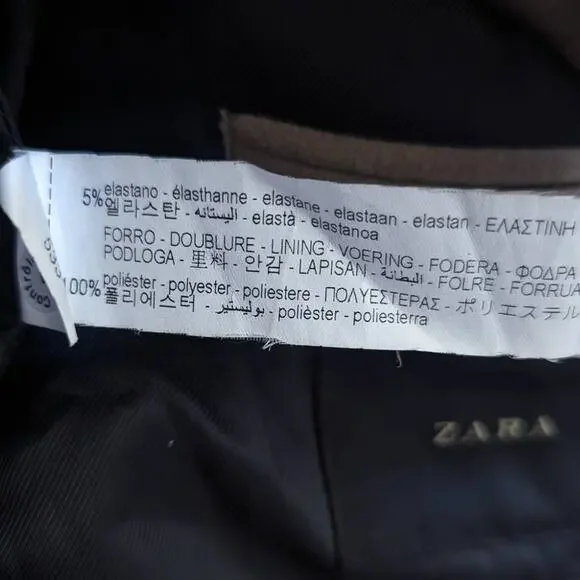 5% elastano - élasthanne - elastane - elastaan - elastan - ΕΛΑΣΤΙΝΗ
엘라스탄 - اليستانه - elastà - elastanoa
FORRO - DOUBLURE - LINING - VOERING - FODERA - ΦΟΔΡΑ
PODLOGA - 里料 - 안감 - LAPISAN - البطانة - FOLRE - FORRUA
100% poliéster - polyester - poliestere - ΠΟΛΥΕΣΤΕΡΑΣ - ポリエステル
폴리에스터 - بوليستير - polièster - poliesterra
ZARA